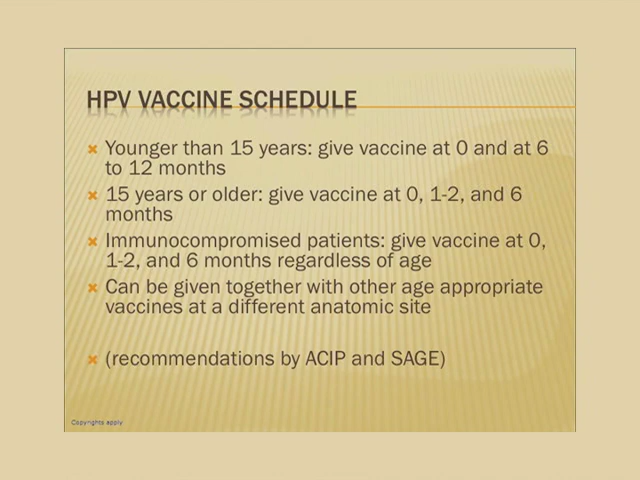 HPV VACCINE SCHEDULE
Younger than 15 years: give vaccine at 0 and at 6
to 12 months
15 years or older: give vaccine at 0, 1-2, and 6
months
Immunocompromised patients: give vaccine at 0,
1-2, and 6 months regardless of age
Can be given together with other age appropriate
vaccines at a different anatomic site
(recommendations by ACIP and SAGE)
Copyrights apply